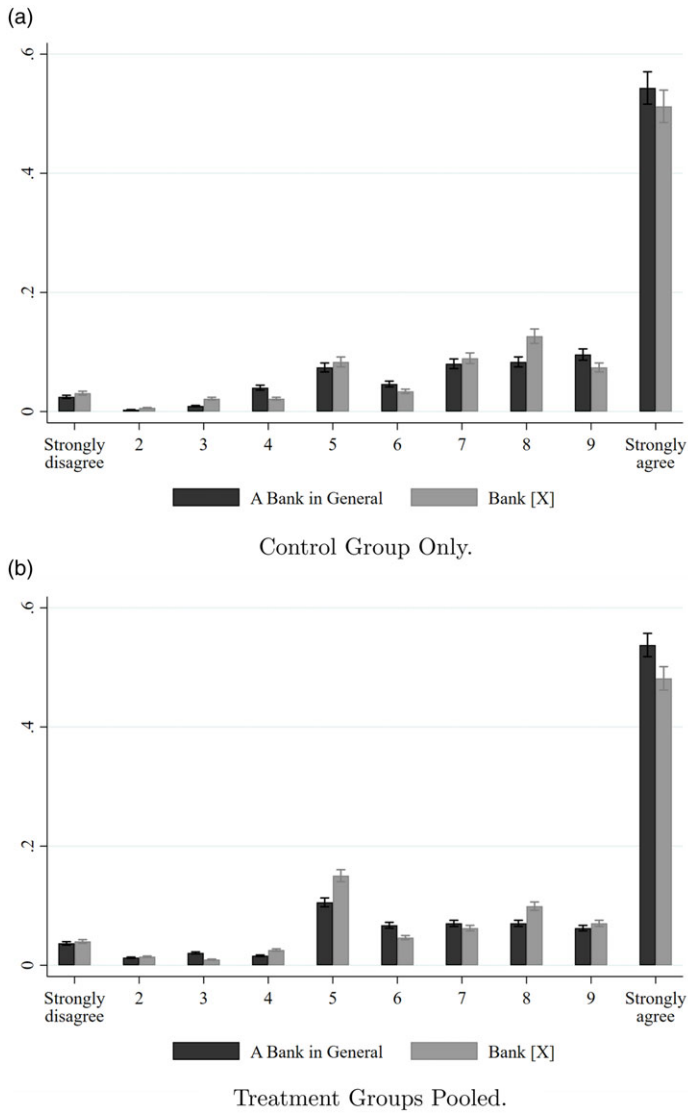 (a)
.6
.4
.2
0
Strongly disagree 2 3 4 5 6 7 8 9 Strongly agree
A Bank in General Bank [X]
Control Group Only.
(b)
.6
.4
.2
0
Strongly disagree 2 3 4 5 6 7 8 9 Strongly agree
A Bank in General Bank [X]
Treatment Groups Pooled.